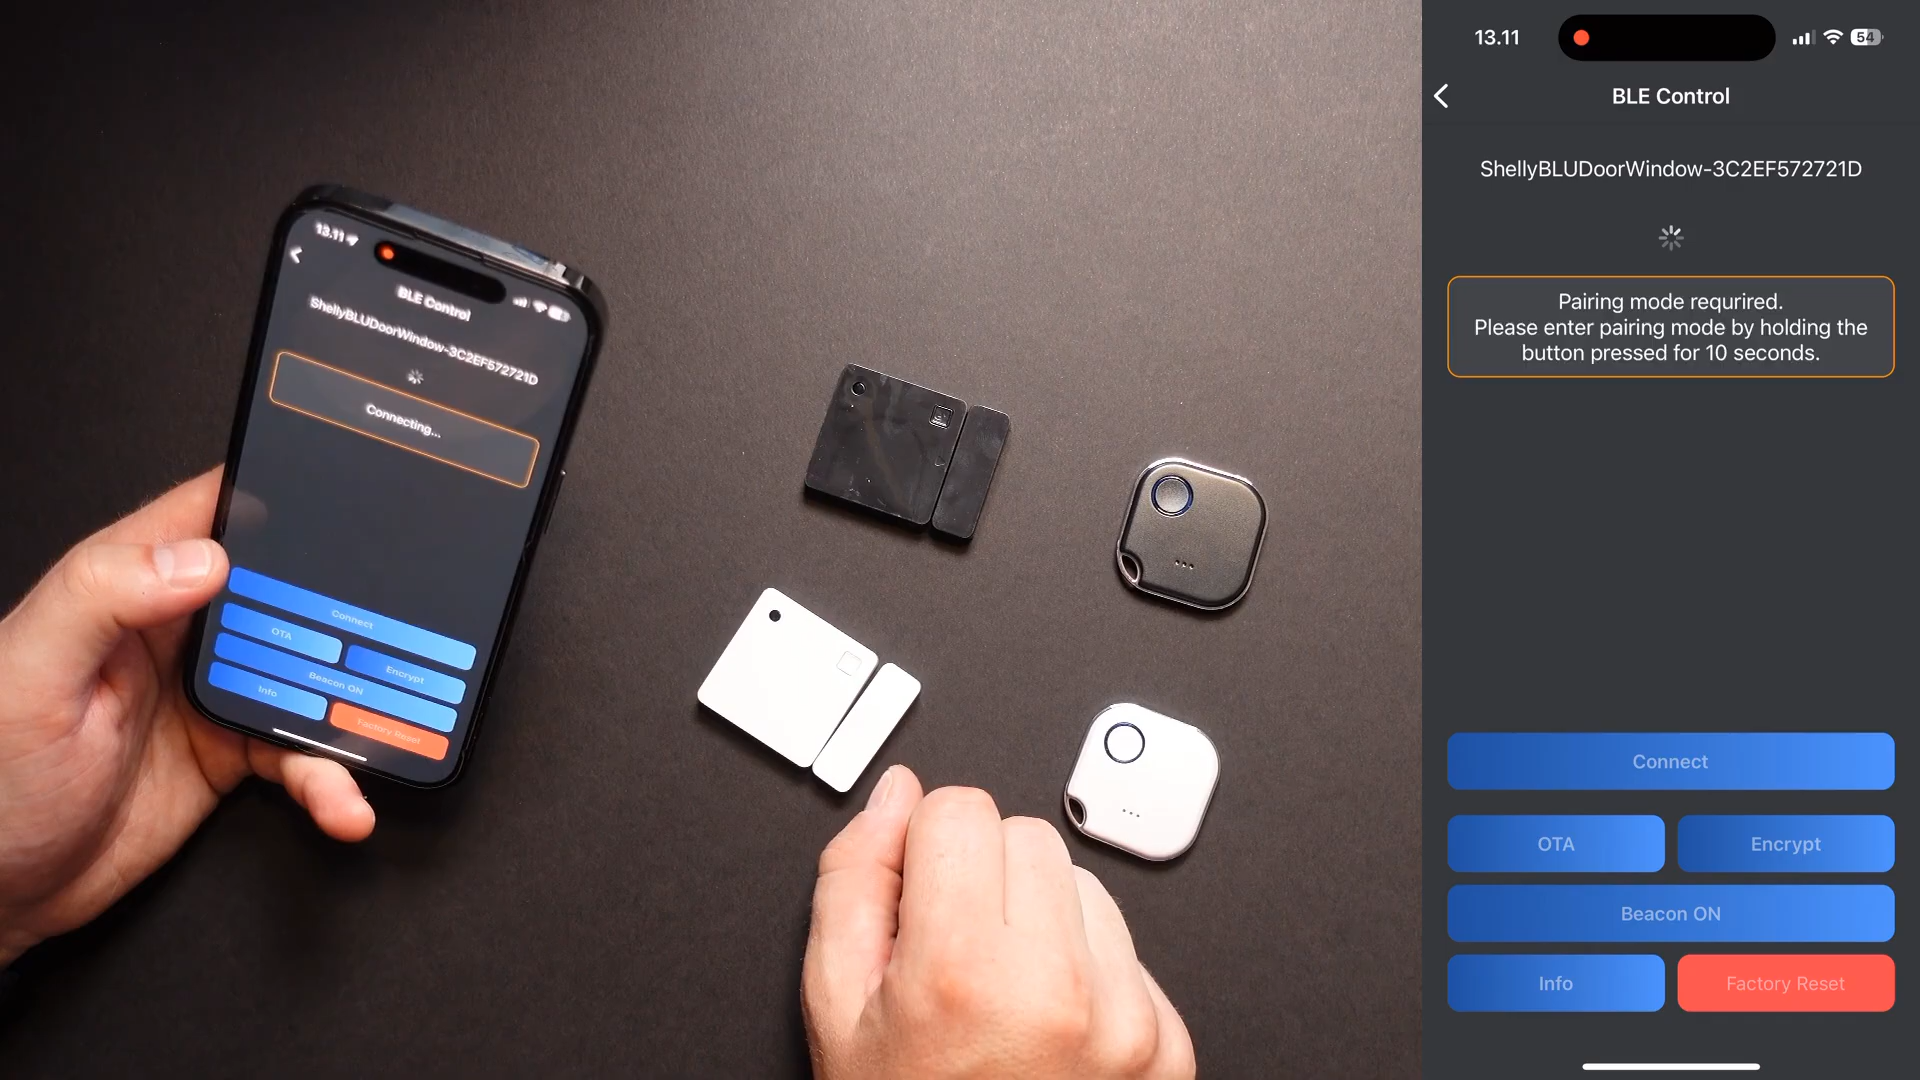 13.11
BLE Control
ShellyBLUDoorWindow-3C2EF572721D
Connecting...
Connect
OTA
Encrypt
Beacon ON
Info
Factory Reset
13.11
54
BLE Control
ShellyBLUDoorWindow-3C2EF572721D
Pairing mode requrired.
Please enter pairing mode by holding the
button pressed for 10 seconds.
Connect
OTA
Encrypt
Beacon ON
Info
Factory Reset